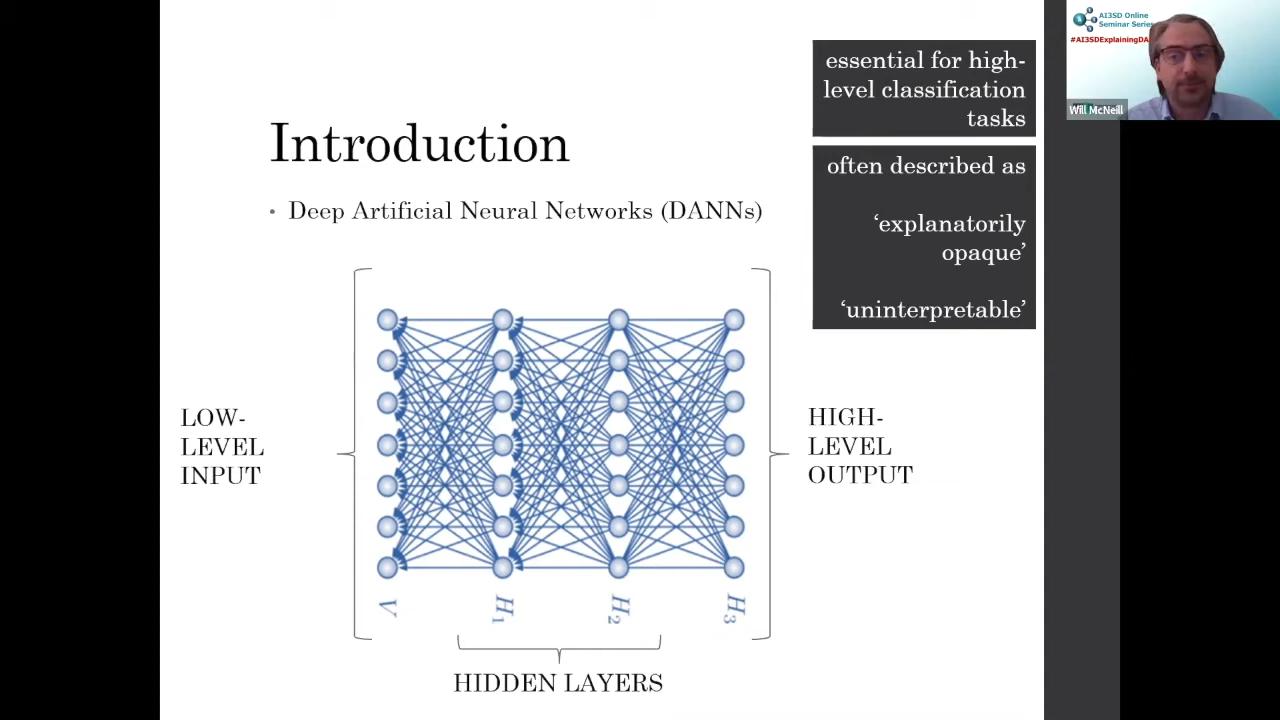 Introduction
• Deep Artificial Neural Networks (DANNs)
essential for high-
level classification
tasks
often described as
‘explanatorily
opaque’
‘uninterpretable’
LOW-
LEVEL
INPUT
HIGH-
LEVEL
OUTPUT
V
H1
H2
H3
HIDDEN LAYERS
AI3SD Online
Seminar Series
#AI3SDExplainingDA
Will McNeill